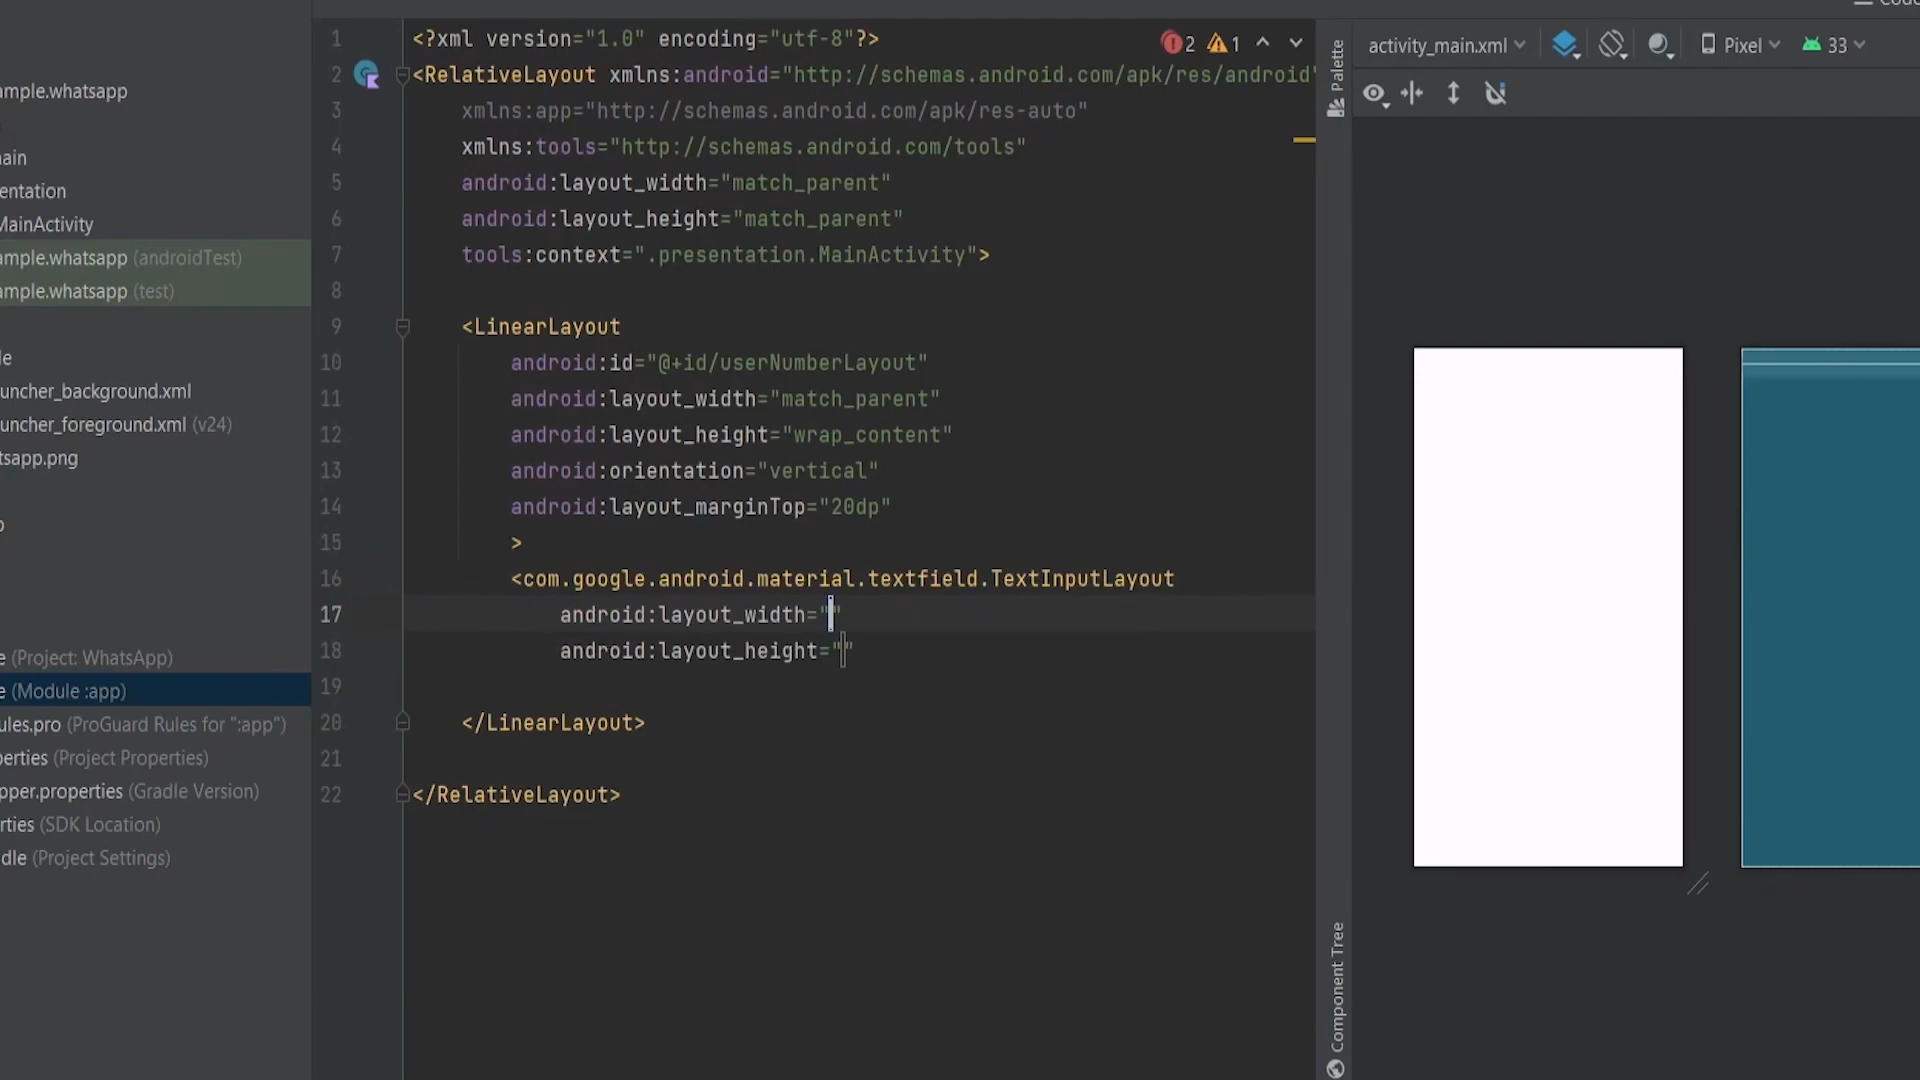 ample.whatsapp
ain
entation
MainActivity
ample.whatsapp (androidTest)
ample.whatsapp (test)
le
uncher_background.xml
uncher_foreground.xml (v24)
tsapp.png
p
e (Project: WhatsApp)
e (Module :app)
ules.pro (ProGuard Rules for ":app")
perties (Project Properties)
pper.properties (Gradle Version)
rties (SDK Location)
dle (Project Settings)
1 <?xml version="1.0" encoding="utf-8"?>
2 <RelativeLayout xmlns:android="http://schemas.android.com/apk/res/android"
3 xmlns:app="http://schemas.android.com/apk/res-auto"
4 xmlns:tools="http://schemas.android.com/tools"
5 android:layout_width="match_parent"
6 android:layout_height="match_parent"
7 tools:context=".presentation.MainActivity">
8
9 <LinearLayout
10 android:id="@+id/userNumberLayout"
11 android:layout_width="match_parent"
12 android:layout_height="wrap_content"
13 android:orientation="vertical"
14 android:layout_marginTop="20dp"
15 >
16 <com.google.android.material.textfield.TextInputLayout
17 android:layout_width=""
18 android:layout_height=""
19
20 </LinearLayout>
21
22 </RelativeLayout>
2 1
Palette
Component Tree
activity_main.xml
Pixel
33